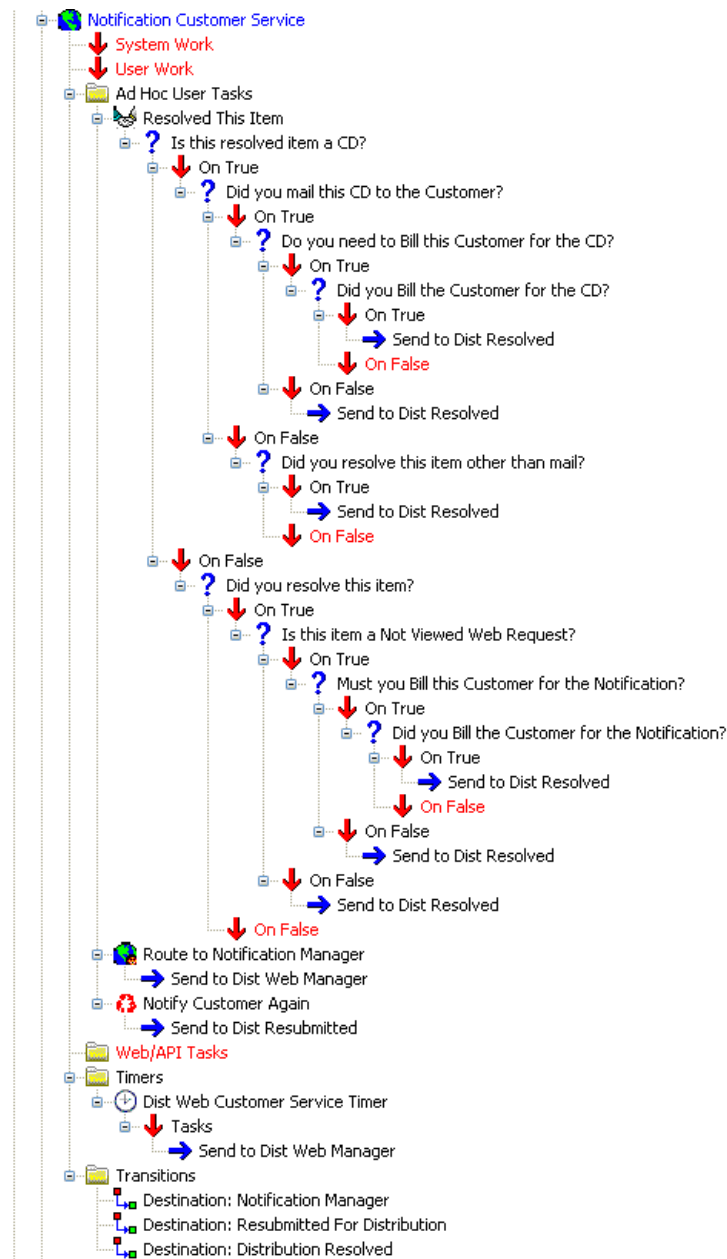 Notification Customer Service
System Work
User Work
Ad Hoc User Tasks
Resolved This Item
? Is this resolved item a CD?
On True
? Did you mail this CD to the Customer?
On True
? Do you need to Bill this Customer for the CD?
On True
? Did you Bill the Customer for the CD?
On True
Send to Dist Resolved
On False
On False
Send to Dist Resolved
On False
? Did you resolve this item other than mail?
On True
Send to Dist Resolved
On False
On False
? Did you resolve this item?
On True
? Is this item a Not Viewed Web Request?
On True
? Must you Bill this Customer for the Notification?
On True
? Did you Bill the Customer for the Notification?
On True
Send to Dist Resolved
On False
On False
Send to Dist Resolved
On False
Send to Dist Resolved
On False
Route to Notification Manager
Send to Dist Web Manager
Notify Customer Again
Send to Dist Resubmitted
Web/API Tasks
Timers
Dist Web Customer Service Timer
Tasks
Send to Dist Web Manager
Transitions
Destination: Notification Manager
Destination: Resubmitted For Distribution
Destination: Distribution Resolved